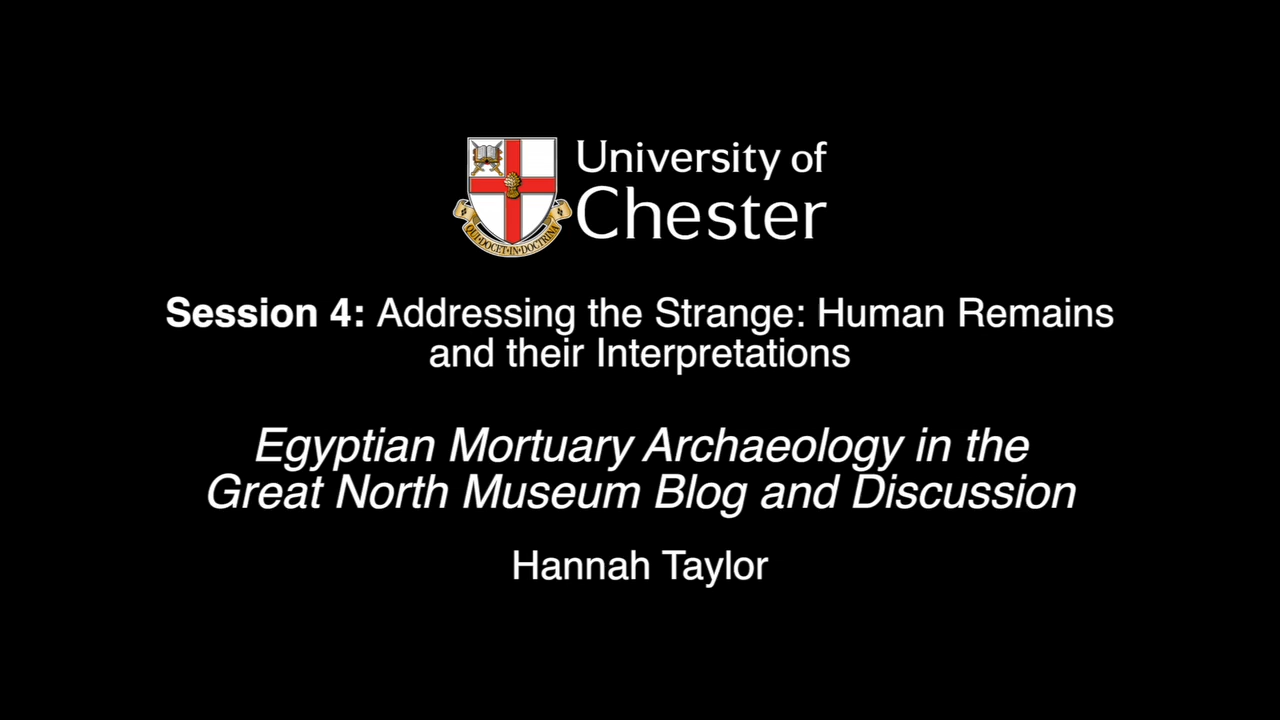 University of
Chester
QUI·DOCET·IN·DOCTRINA
Session 4: Addressing the Strange: Human Remains
and their Interpretations
Egyptian Mortuary Archaeology in the
Great North Museum Blog and Discussion
Hannah Taylor